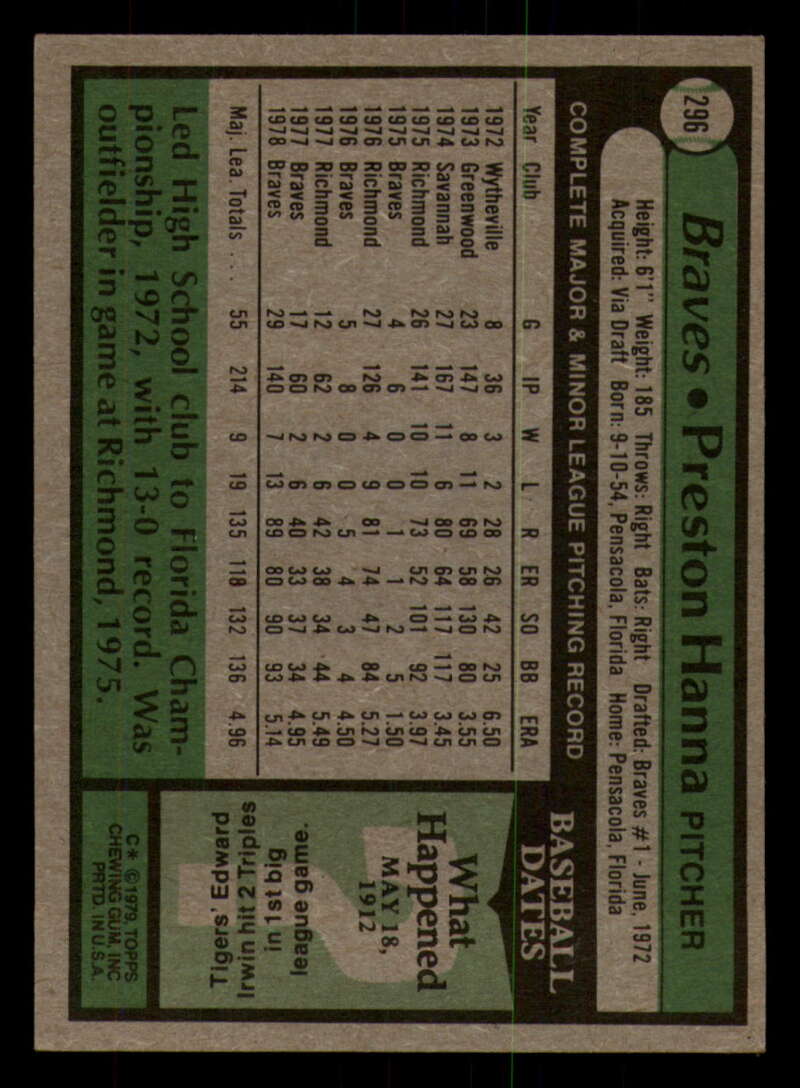 296
Braves • Preston Hanna PITCHER
Height: 6'1" Weight: 185 Throws: Right Bats: Right Drafted: Braves #1 - June, 1972
Acquired: Via Draft Born: 9-10-54, Pensacola, Florida Home: Pensacola, Florida
COMPLETE MAJOR & MINOR LEAGUE PITCHING RECORD
Year Club G IP W L R ER SO BB ERA
1972 Wytheville 8 36 3 2 28 26 42 25 6.50
1973 Greenwood 23 147 8 11 69 58 130 80 3.55
1974 Savannah 27 167 11 6 80 64 117 117 3.45
1975 Richmond 26 141 10 10 73 52 101 92 3.97
1975 Braves 4 6 0 0 1 1 2 5 1.50
1976 Richmond 27 126 4 9 81 74 47 84 5.27
1976 Braves 5 8 0 0 5 4 3 4 4.50
1977 Richmond 12 62 2 6 42 38 34 44 5.49
1977 Braves 17 60 2 6 40 33 37 34 4.95
1978 Braves 29 140 7 13 89 80 90 93 5.14
Maj. Lea. Totals . . . 55 214 9 19 135 118 132 136 4.96
Led High School club to Florida Cham-
pionship, 1972, with 13-0 record. Was
outfielder in game at Richmond, 1975.
BASEBALL
DATES
What
Happened
MAY 18,
1912
Tigers' Edward
Irwin hit 2 Triples
in 1st big
league game.
C* ©1979, TOPPS
CHEWING GUM, INC
PRTD. IN U.S.A.